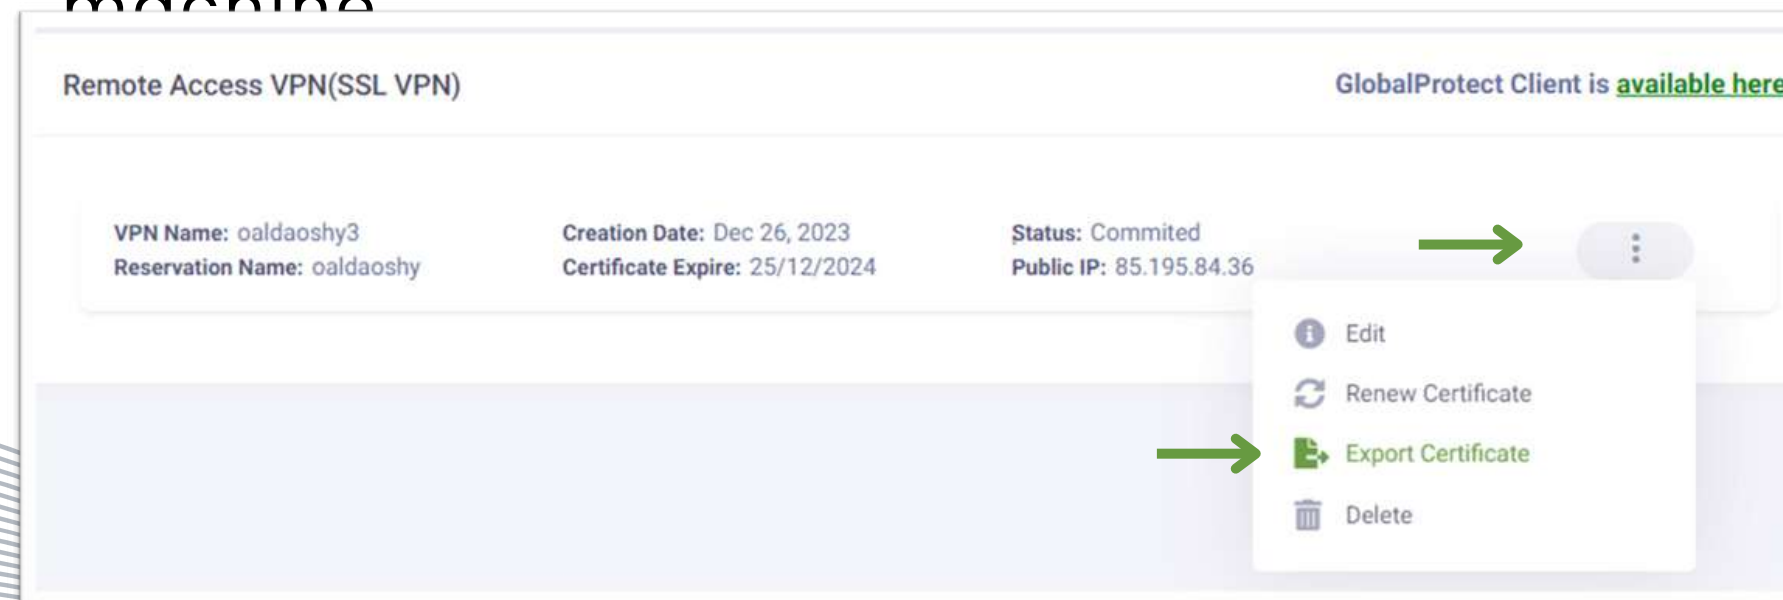 machine
Remote Access VPN(SSL VPN)
GlobalProtect Client is available here
VPN Name: oaldaoshy3
Creation Date: Dec 26, 2023
Status: Commited
Reservation Name: oaldaoshy
Certificate Expire: 25/12/2024
Public IP: 85.195.84.36
Edit
Renew Certificate
Export Certificate
Delete